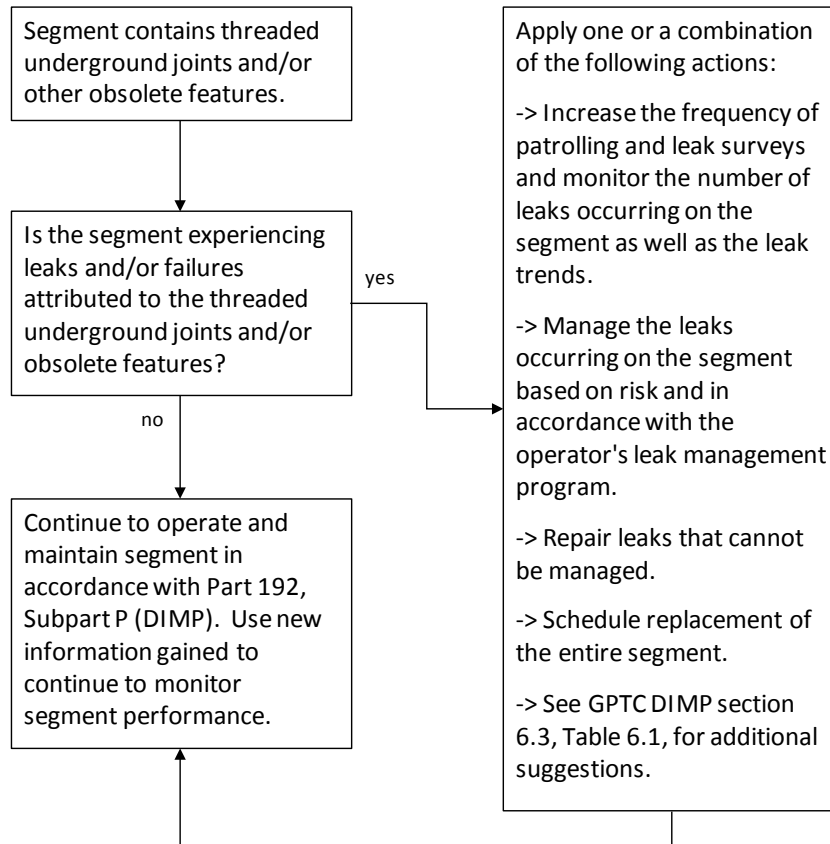 Segment contains threaded
underground joints and/or
other obsolete features.
Is the segment experiencing
leaks and/or failures
attributed to the threaded
underground joints and/or
obsolete features?
yes
no
Continue to operate and
maintain segment in
accordance with Part 192,
Subpart P (DIMP).  Use new
information gained to
continue to monitor
segment performance.
Apply one or a combination
of the following actions:
-> Increase the frequency of
patrolling and leak surveys
and monitor the number of
leaks occurring on the
segment as well as the leak
trends.
-> Manage the leaks
occurring on the segment
based on risk and in
accordance with the
operator's leak management
program.
-> Repair leaks that cannot
be managed.
-> Schedule replacement of
the entire segment.
-> See GPTC DIMP section
6.3, Table 6.1, for additional
suggestions.